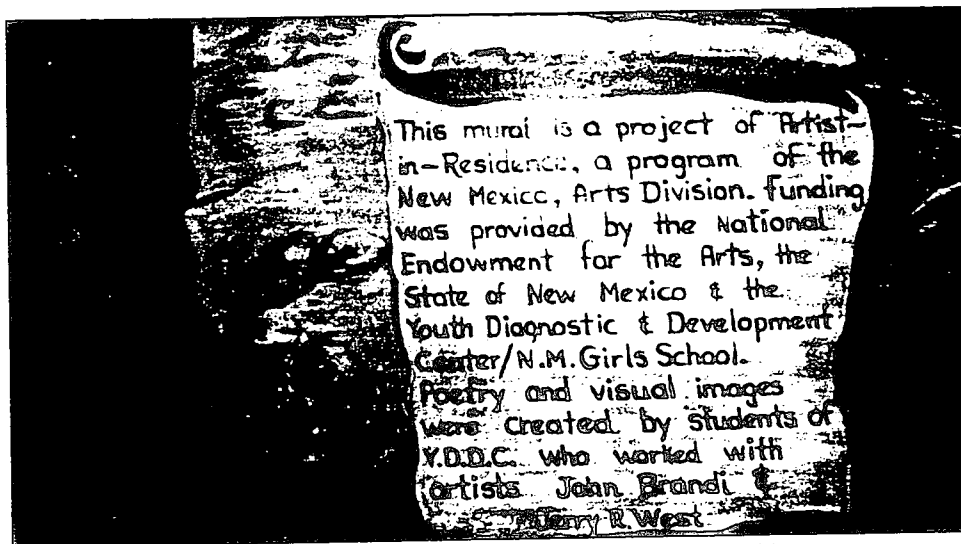 This mural is a project of Artist-
in-Residence, a program of the
New Mexico, Arts Division. Funding
was provided by the National
Endowment for the Arts, the
State of New Mexico & the
Youth Diagnostic & Development
Center/N.M. Girls School.
Poetry and visual images
were created by students of
Y.D.D.C. who worked with
artists John Brandi &
Jerry R. West